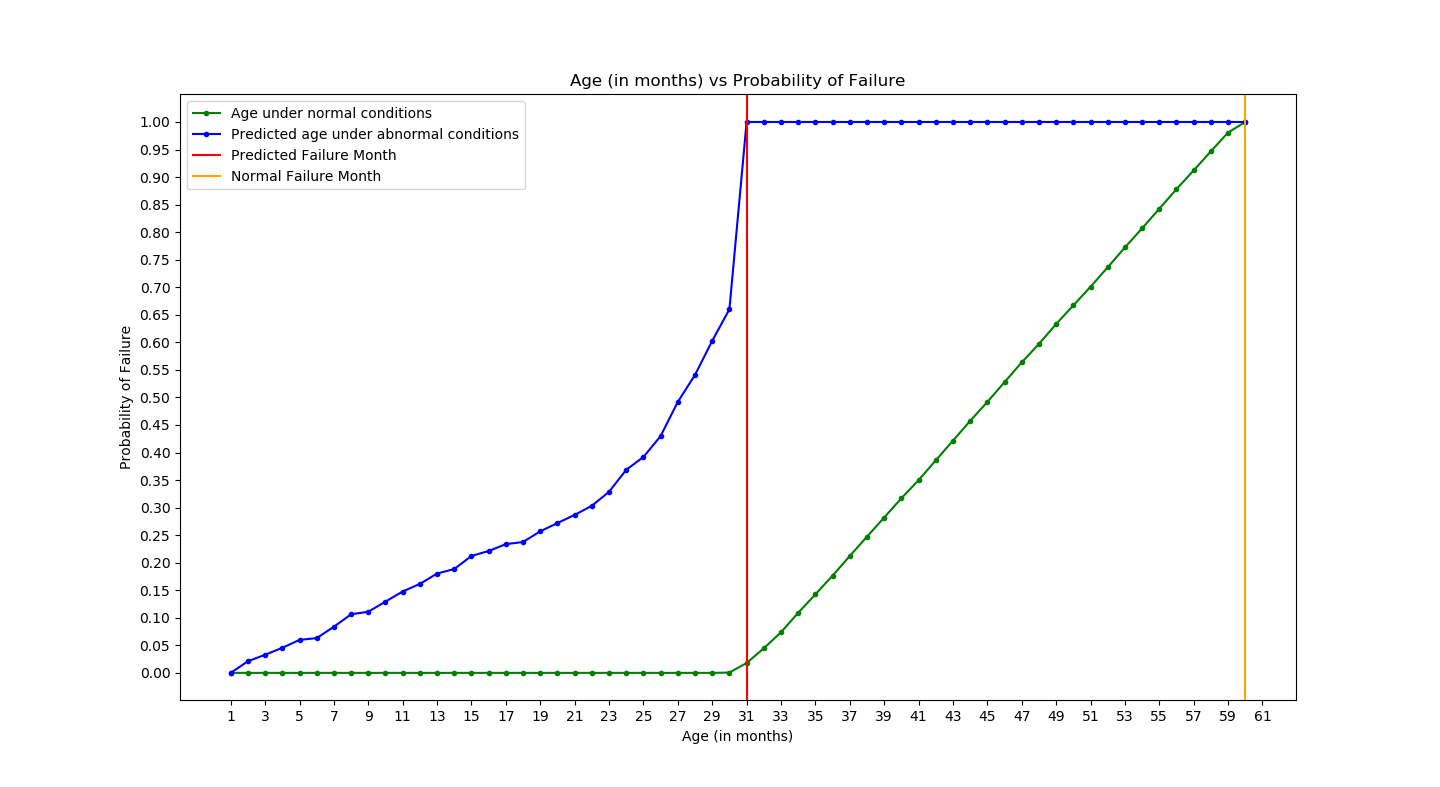 Age (in months) vs Probability of Failure
Age under normal conditions
Predicted age under abnormal conditions
Predicted Failure Month
Normal Failure Month
Probability of Failure
1.00
0.95
0.90
0.85
0.80
0.75
0.70
0.65
0.60
0.55
0.50
0.45
0.40
0.35
0.30
0.25
0.20
0.15
0.10
0.05
0.00
1 3 5 7 9 11 13 15 17 19 21 23 25 27 29 31 33 35 37 39 41 43 45 47 49 51 53 55 57 59 61
Age (in months)